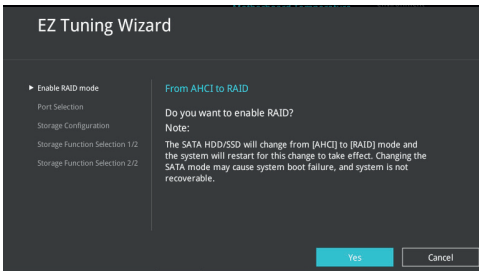 EZ Tuning Wizard
Enable RAID mode
Port Selection
Storage Configuration
Storage Function Selection 1/2
Storage Function Selection 2/2
From AHCI to RAID
Do you want to enable RAID?
Note:
The SATA HDD/SSD will change from [AHCI] to [RAID] mode and
the system will restart for this change to take effect. Changing the
SATA mode may cause system boot failure, and system is not
recoverable.
Yes
Cancel